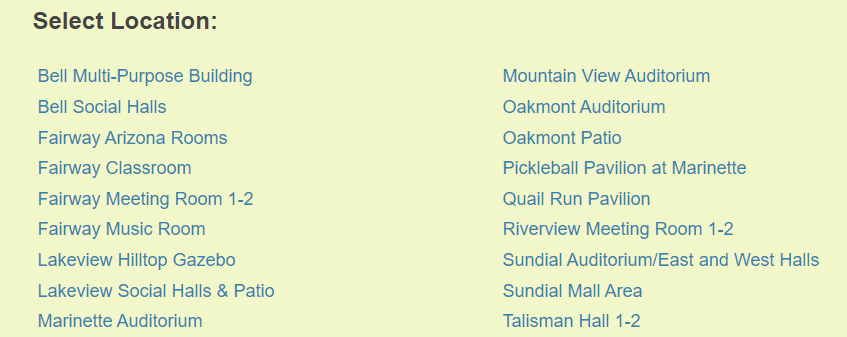 Select Location:
Bell Multi-Purpose Building
Bell Social Halls
Fairway Arizona Rooms
Fairway Classroom
Fairway Meeting Room 1-2
Fairway Music Room
Lakeview Hilltop Gazebo
Lakeview Social Halls & Patio
Marinette Auditorium
Mountain View Auditorium
Oakmont Auditorium
Oakmont Patio
Pickleball Pavilion at Marinette
Quail Run Pavilion
Riverview Meeting Room 1-2
Sundial Auditorium/East and West Halls
Sundial Mall Area
Talisman Hall 1-2